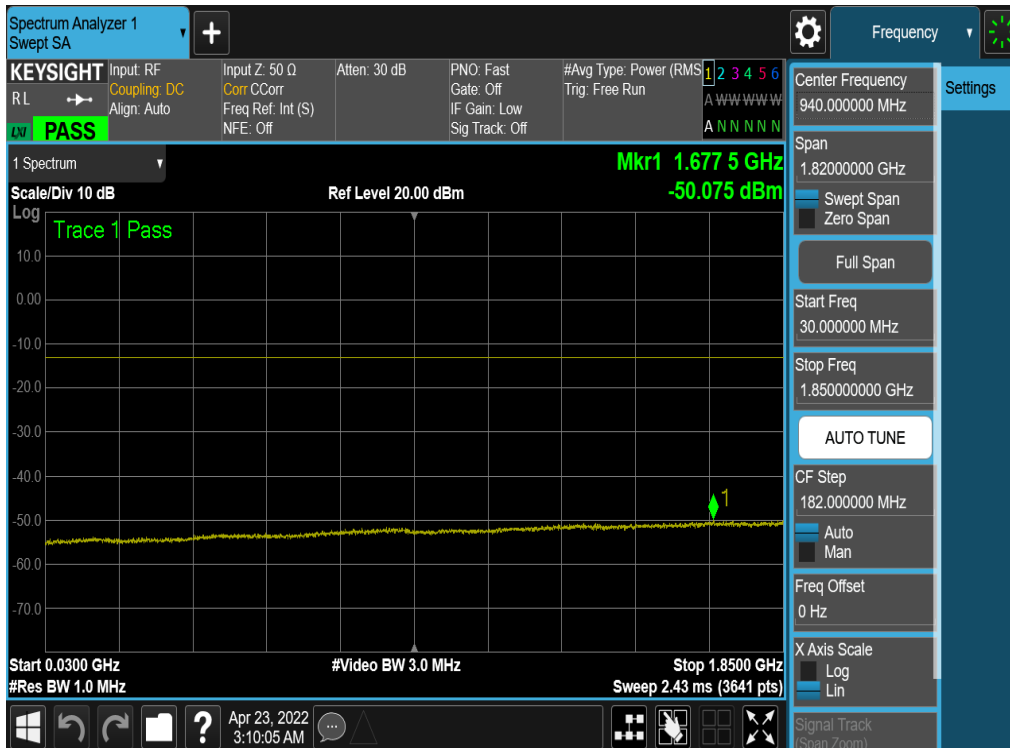 Spectrum Analyzer 1
Swept SA
+
Frequency
KEYSIGHT
R L
LXI PASS
Input: RF
Coupling: DC
Align: Auto
Input Z: 50 Ω
Corr CCorr
Freq Ref: Int (S)
NFE: Off
Atten: 30 dB
PNO: Fast
Gate: Off
IF Gain: Low
Sig Track: Off
#Avg Type: Power (RMS
Trig: Free Run
1 2 3 4 5 6
A W W W W W
A N N N N N
1 Spectrum
Scale/Div 10 dB
Ref Level 20.00 dBm
Mkr1 1.677 5 GHz
-50.075 dBm
Log
Trace 1 Pass
10.0
0.00
-10.0
-20.0
-30.0
-40.0
-50.0
-60.0
-70.0
1
Start 0.0300 GHz
#Video BW 3.0 MHz
Stop 1.8500 GHz
#Res BW 1.0 MHz
Sweep 2.43 ms (3641 pts)
?
Apr 23, 2022
3:10:05 AM
Center Frequency
940.000000 MHz
Span
1.82000000 GHz
Swept Span
Zero Span
Full Span
Start Freq
30.000000 MHz
Stop Freq
1.850000000 GHz
AUTO TUNE
CF Step
182.000000 MHz
Auto
Man
Freq Offset
0 Hz
X Axis Scale
Log
Lin
Signal Track
(Span Zoom)
Settings